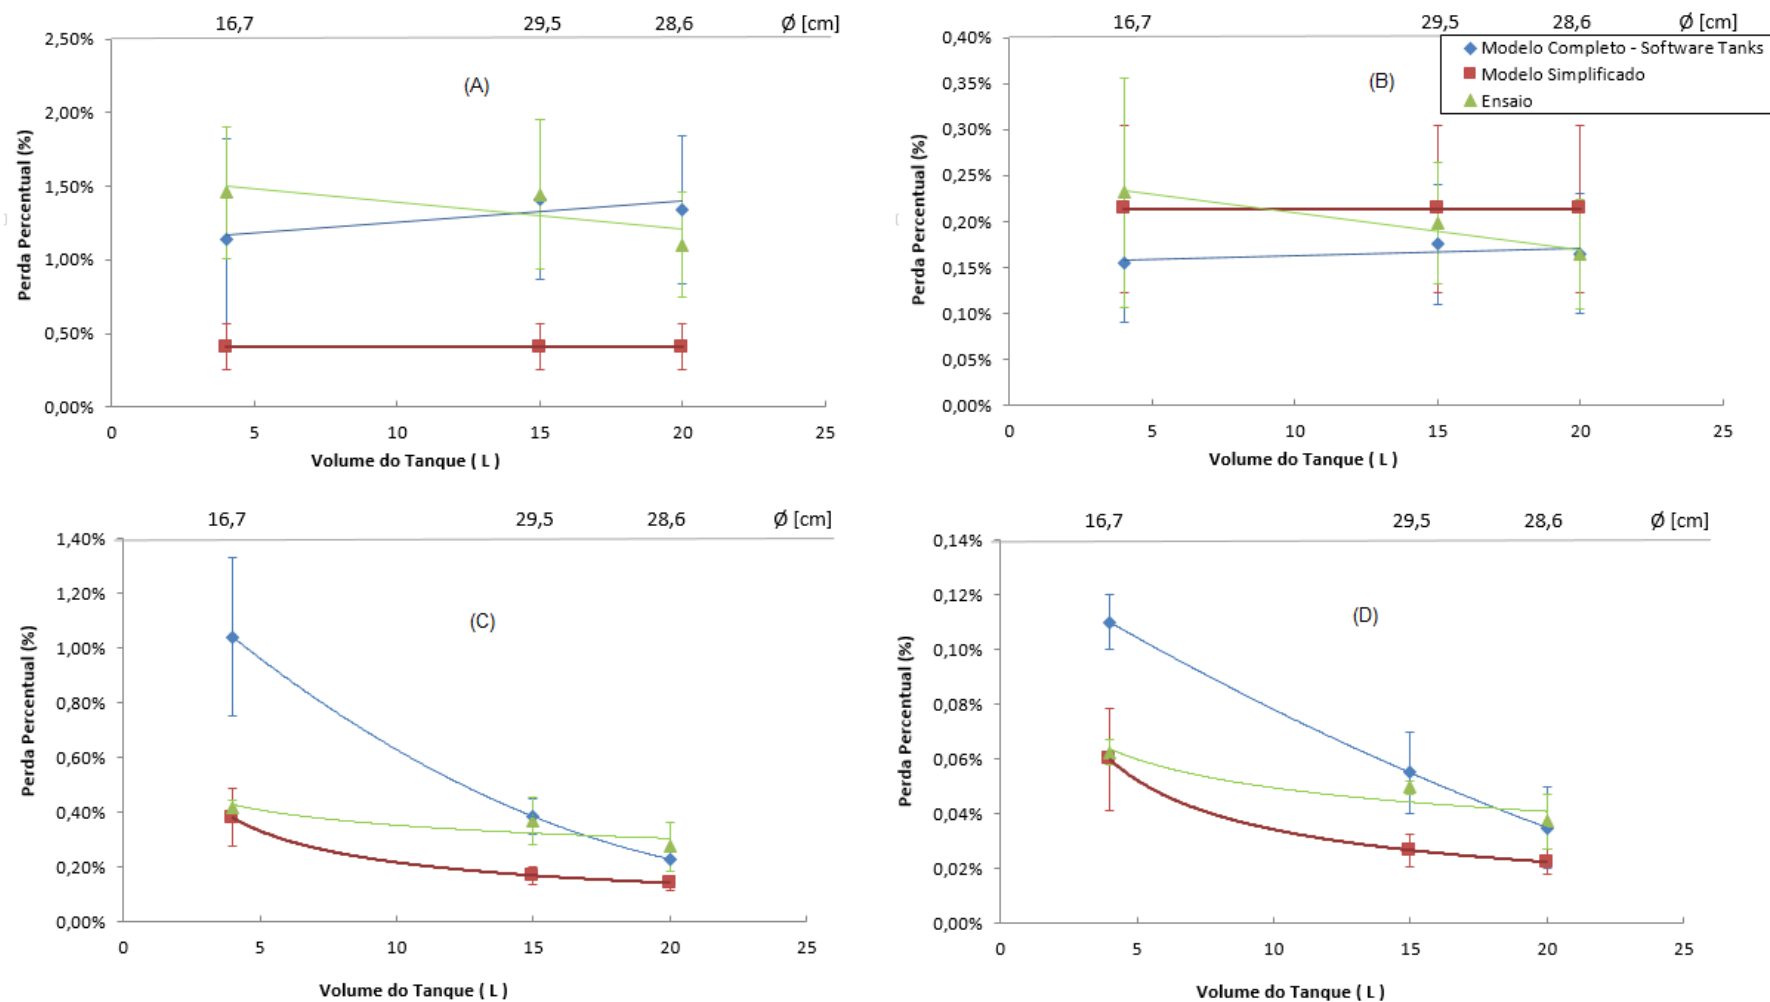 16,7 29,5 28,6 Ø [cm]
2,50%
2,00%
1,50%
1,00%
0,50%
0,00%
Perda Percentual (%)
(A)
0 5 10 15 20 25
Volume do Tanque ( L )
16,7 29,5 28,6 Ø [cm]
0,40%
0,35%
0,30%
0,25%
0,20%
0,15%
0,10%
0,05%
0,00%
Perda Percentual (%)
(B)
Modelo Completo - Software Tanks
Modelo Simplificado
Ensaio
0 5 10 15 20 25
Volume do Tanque ( L )
16,7 29,5 28,6 Ø [cm]
1,40%
1,20%
1,00%
0,80%
0,60%
0,40%
0,20%
0,00%
Perda Percentual (%)
(C)
0 5 10 15 20 25
Volume do Tanque ( L )
16,7 29,5 28,6 Ø [cm]
0,14%
0,12%
0,10%
0,08%
0,06%
0,04%
0,02%
0,00%
Perda Percentual (%)
(D)
0 5 10 15 20 25
Volume do Tanque ( L )